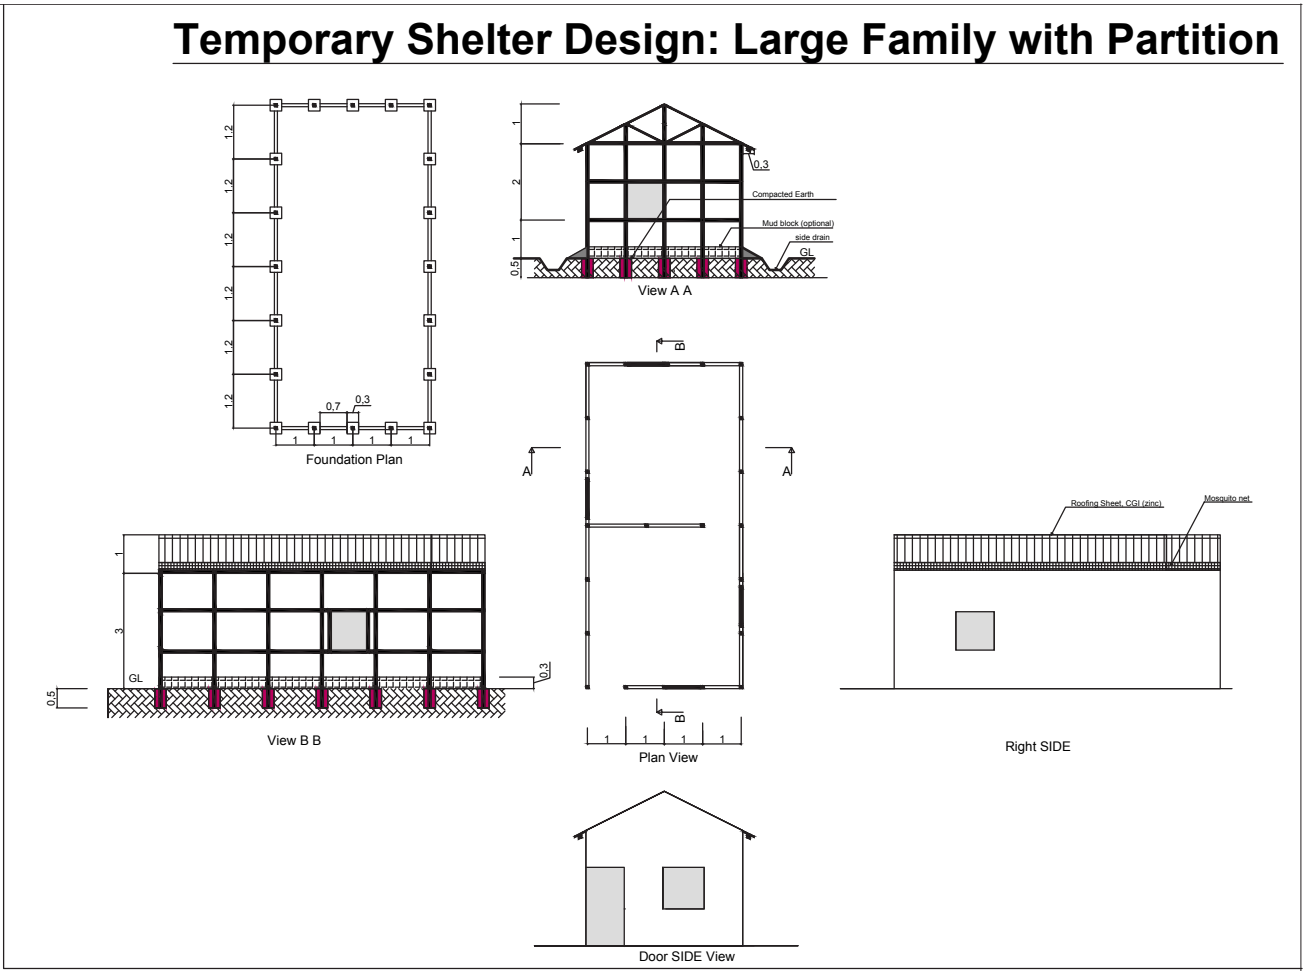 Temporary Shelter Design: Large Family with Partition
1.2
1.2
1.2
1.2
1.2
1.2
0,7
0,3
1
1
1
1
Foundation Plan
1
2
1
0.5
0,3
Compacted Earth
Mud block (optional)
side drain
GL
View A A
B
A
A
B
1
1
1
1
Plan View
1
3
GL
0.5
0,3
View B B
Roofing Sheet, CGI (zinc)
Mosquito net
Right SIDE
Door SIDE View